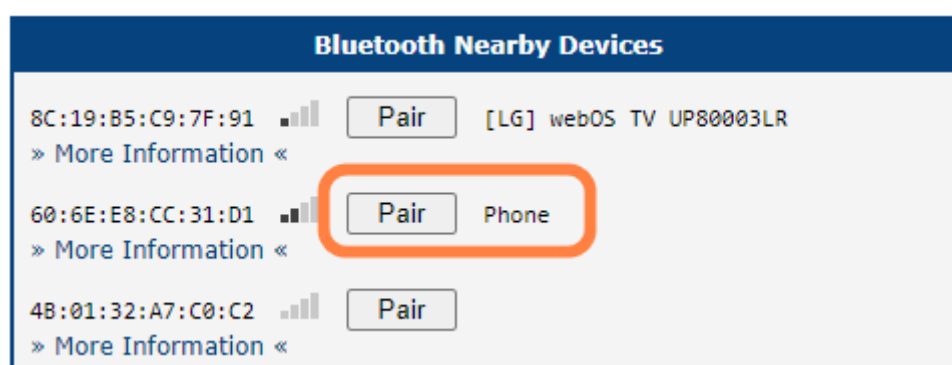 Bluetooth Nearby Devices
8C:19:B5:C9:7F:91 Pair [LG] webOS TV UP80003LR
» More Information «
60:6E:E8:CC:31:D1 Pair Phone
» More Information «
4B:01:32:A7:C0:C2 Pair
» More Information «